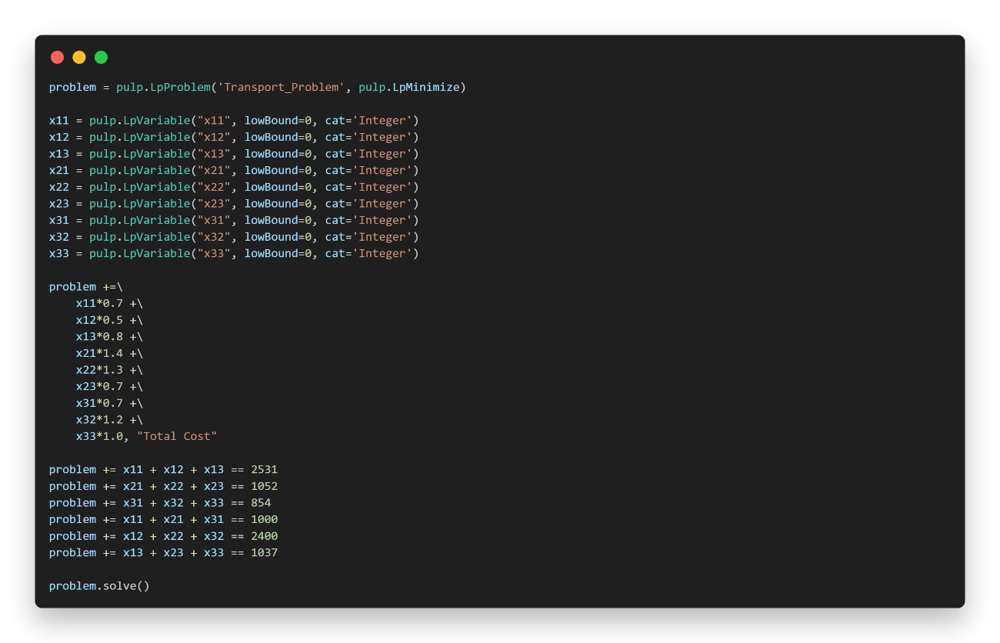 problem = pulp.LpProblem('Transport_Problem', pulp.LpMinimize)
x11 = pulp.LpVariable("x11", lowBound=0, cat='Integer')
x12 = pulp.LpVariable("x12", lowBound=0, cat='Integer')
x13 = pulp.LpVariable("x13", lowBound=0, cat='Integer')
x21 = pulp.LpVariable("x21", lowBound=0, cat='Integer')
x22 = pulp.LpVariable("x22", lowBound=0, cat='Integer')
x23 = pulp.LpVariable("x23", lowBound=0, cat='Integer')
x31 = pulp.LpVariable("x31", lowBound=0, cat='Integer')
x32 = pulp.LpVariable("x32", lowBound=0, cat='Integer')
x33 = pulp.LpVariable("x33", lowBound=0, cat='Integer')
problem +=\
    x11*0.7 +\
    x12*0.5 +\
    x13*0.8 +\
    x21*1.4 +\
    x22*1.3 +\
    x23*0.7 +\
    x31*0.7 +\
    x32*1.2 +\
    x33*1.0, "Total Cost"
problem += x11 + x12 + x13 == 2531
problem += x21 + x22 + x23 == 1052
problem += x31 + x32 + x33 == 854
problem += x11 + x21 + x31 == 1000
problem += x12 + x22 + x32 == 2400
problem += x13 + x23 + x33 == 1037
problem.solve()